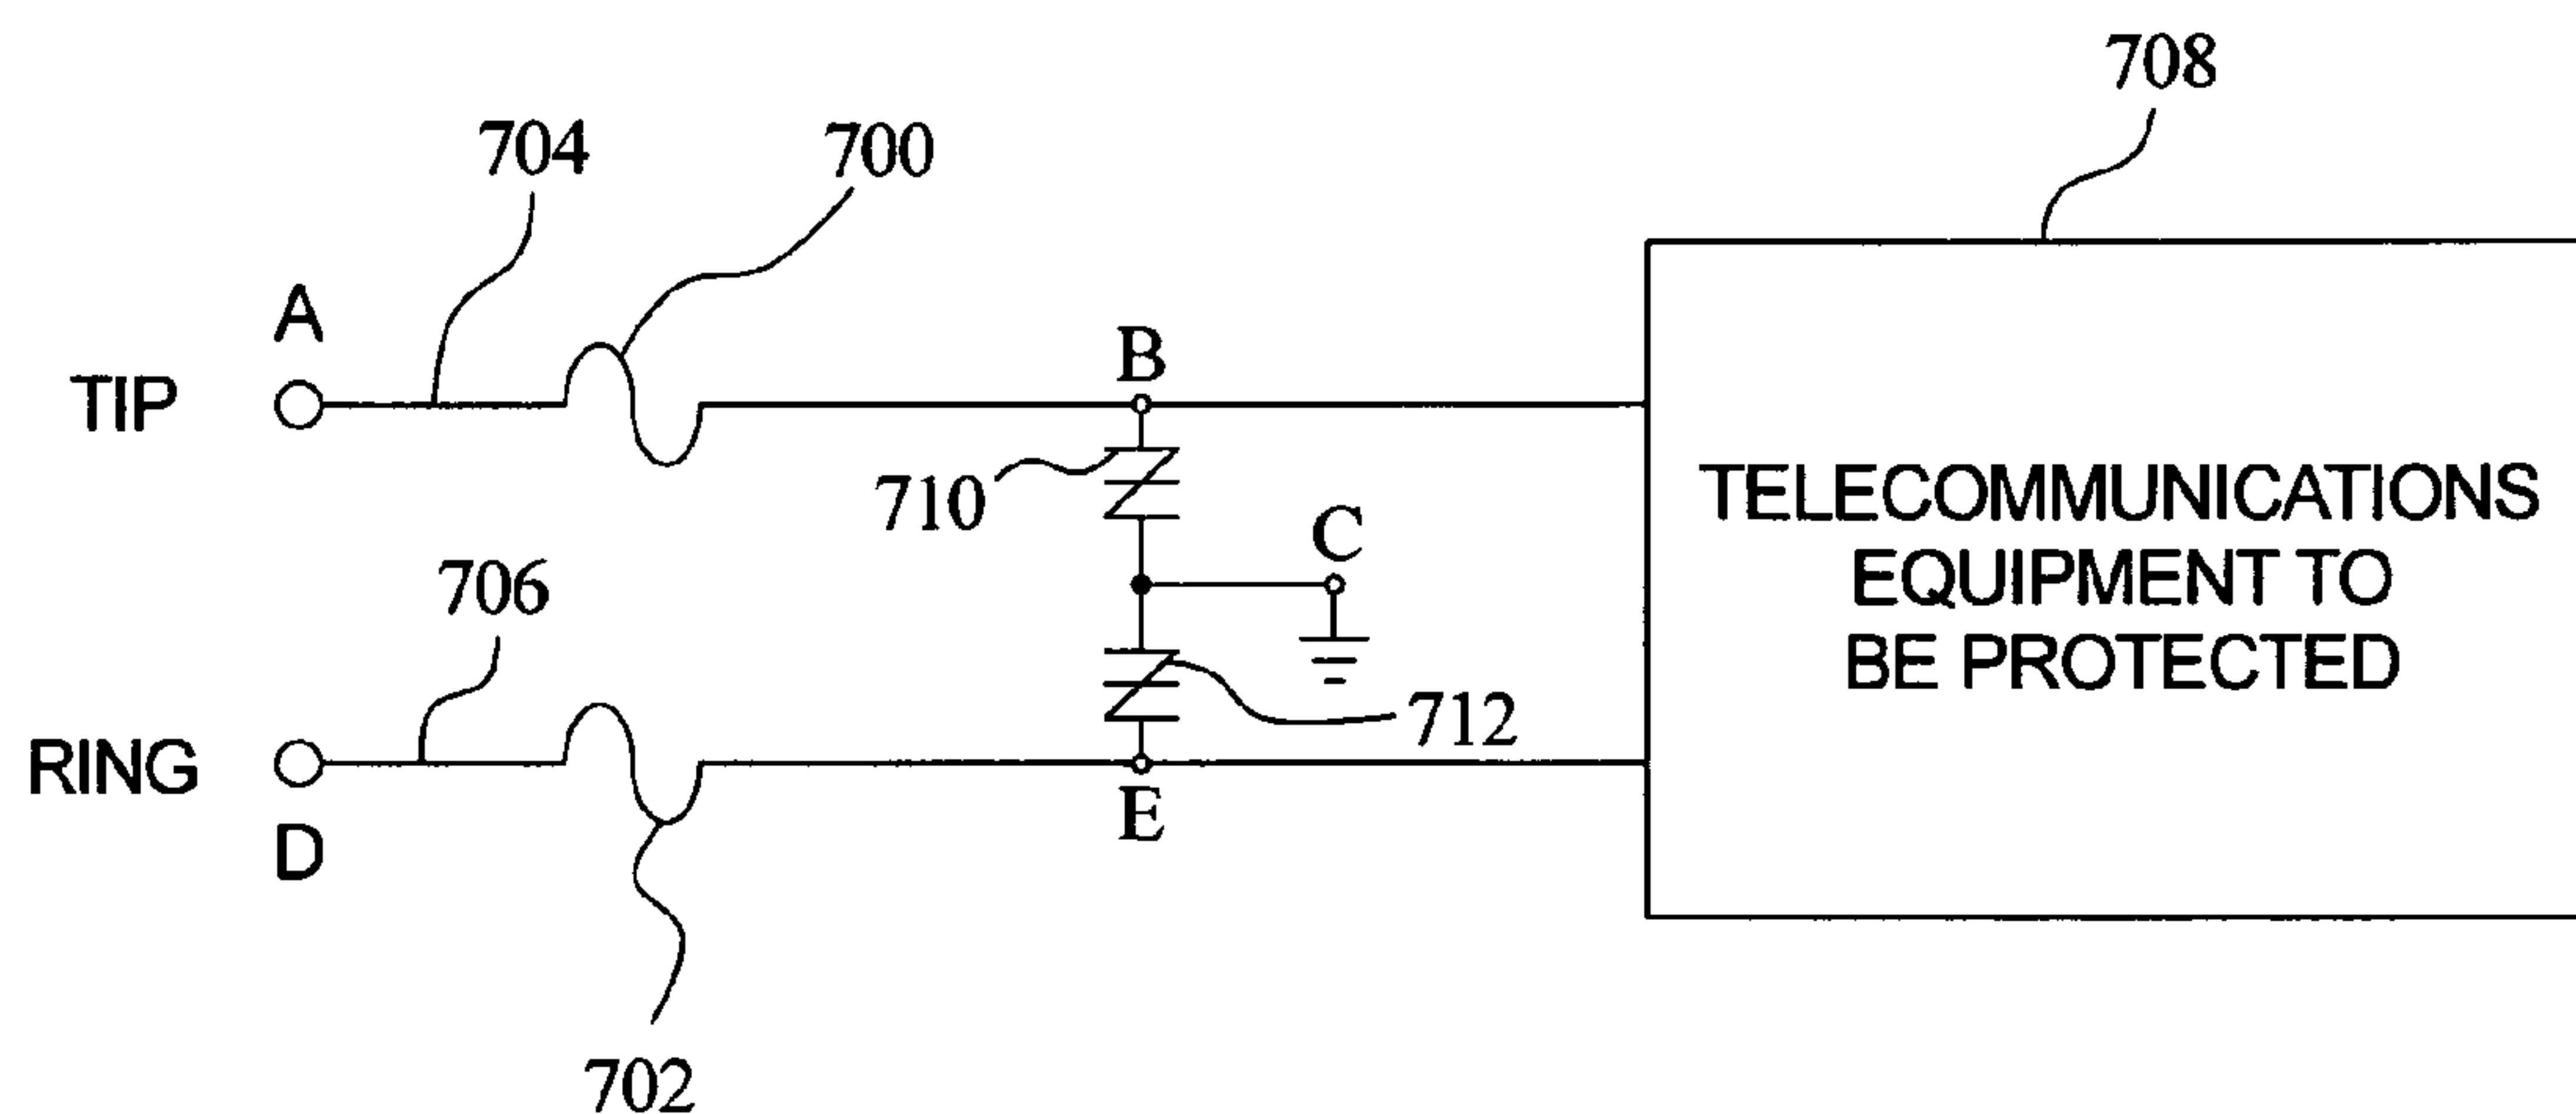 708
704
700
A
TIP
B
710
C
TELECOMMUNICATIONS
EQUIPMENT TO
BE PROTECTED
706
712
RING
D
E
702